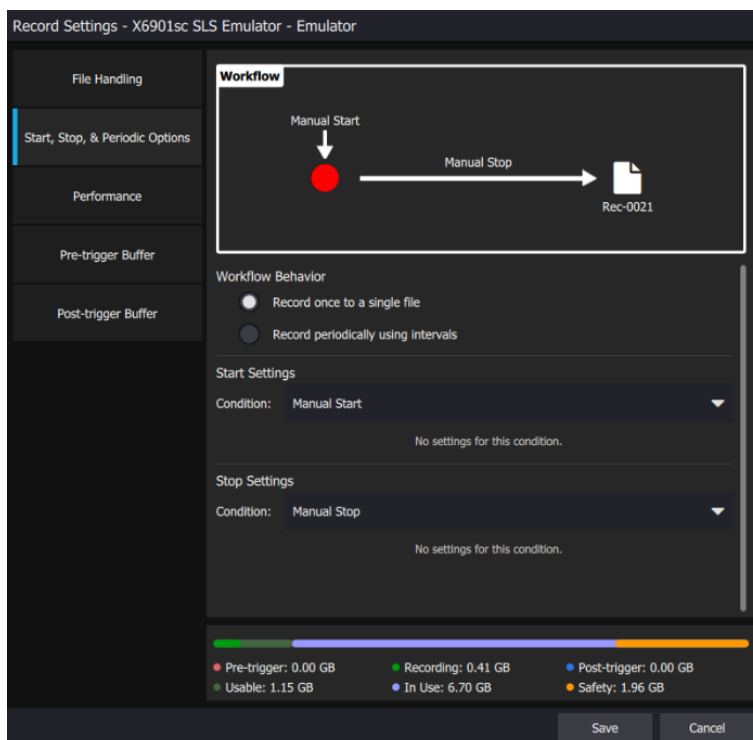 Record Settings - X6901sc SLS Emulator - Emulator
File Handling
Start, Stop, & Periodic Options
Performance
Pre-trigger Buffer
Post-trigger Buffer
Workflow
Manual Start
Manual Stop
Rec-0021
Workflow Behavior
Record once to a single file
Record periodically using intervals
Start Settings
Condition: Manual Start
No settings for this condition.
Stop Settings
Condition: Manual Stop
No settings for this condition.
Pre-trigger: 0.00 GB Recording: 0.41 GB Post-trigger: 0.00 GB
Usable: 1.15 GB In Use: 6.70 GB Safety: 1.96 GB
Save Cancel